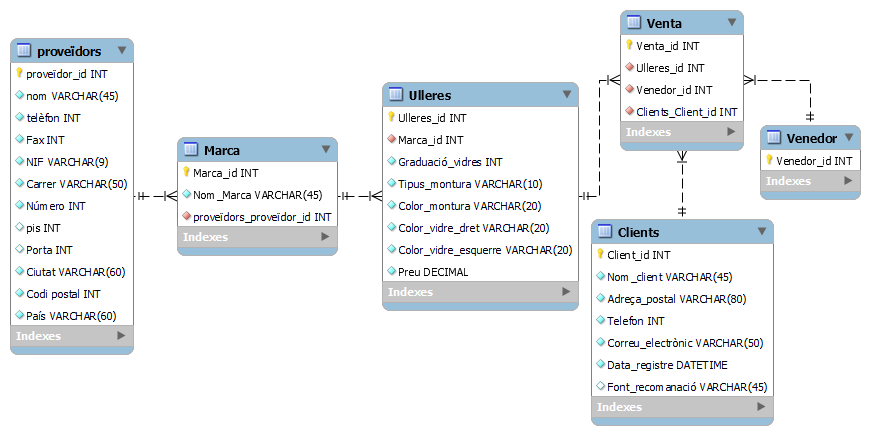 proveïdors
proveïdor_id INT
nom VARCHAR(45)
telèfon INT
Fax INT
NIF VARCHAR(9)
Carrer VARCHAR(50)
Número INT
pis INT
Porta INT
Ciutat VARCHAR(60)
Codi postal INT
País VARCHAR(60)
Indexes
Marca
Marca_id INT
Nom_Marca VARCHAR(45)
proveïdors_proveïdor_id INT
Indexes
Ulleres
Ulleres_id INT
Marca_id INT
Graduació_vidres INT
Tipus_montura VARCHAR(10)
Color_montura VARCHAR(20)
Color_vidre_dret VARCHAR(20)
Color_vidre_esquerre VARCHAR(20)
Preu DECIMAL
Indexes
Venta
Venta_id INT
Ulleres_id INT
Venedor_id INT
Clients_Client_id INT
Indexes
Venedor
Venedor_id INT
Indexes
Clients
Client_id INT
Nom_client VARCHAR(45)
Adreça_postal VARCHAR(80)
Telefon INT
Correu_electrònic VARCHAR(50)
Data_registre DATETIME
Font_recomanació VARCHAR(45)
Indexes